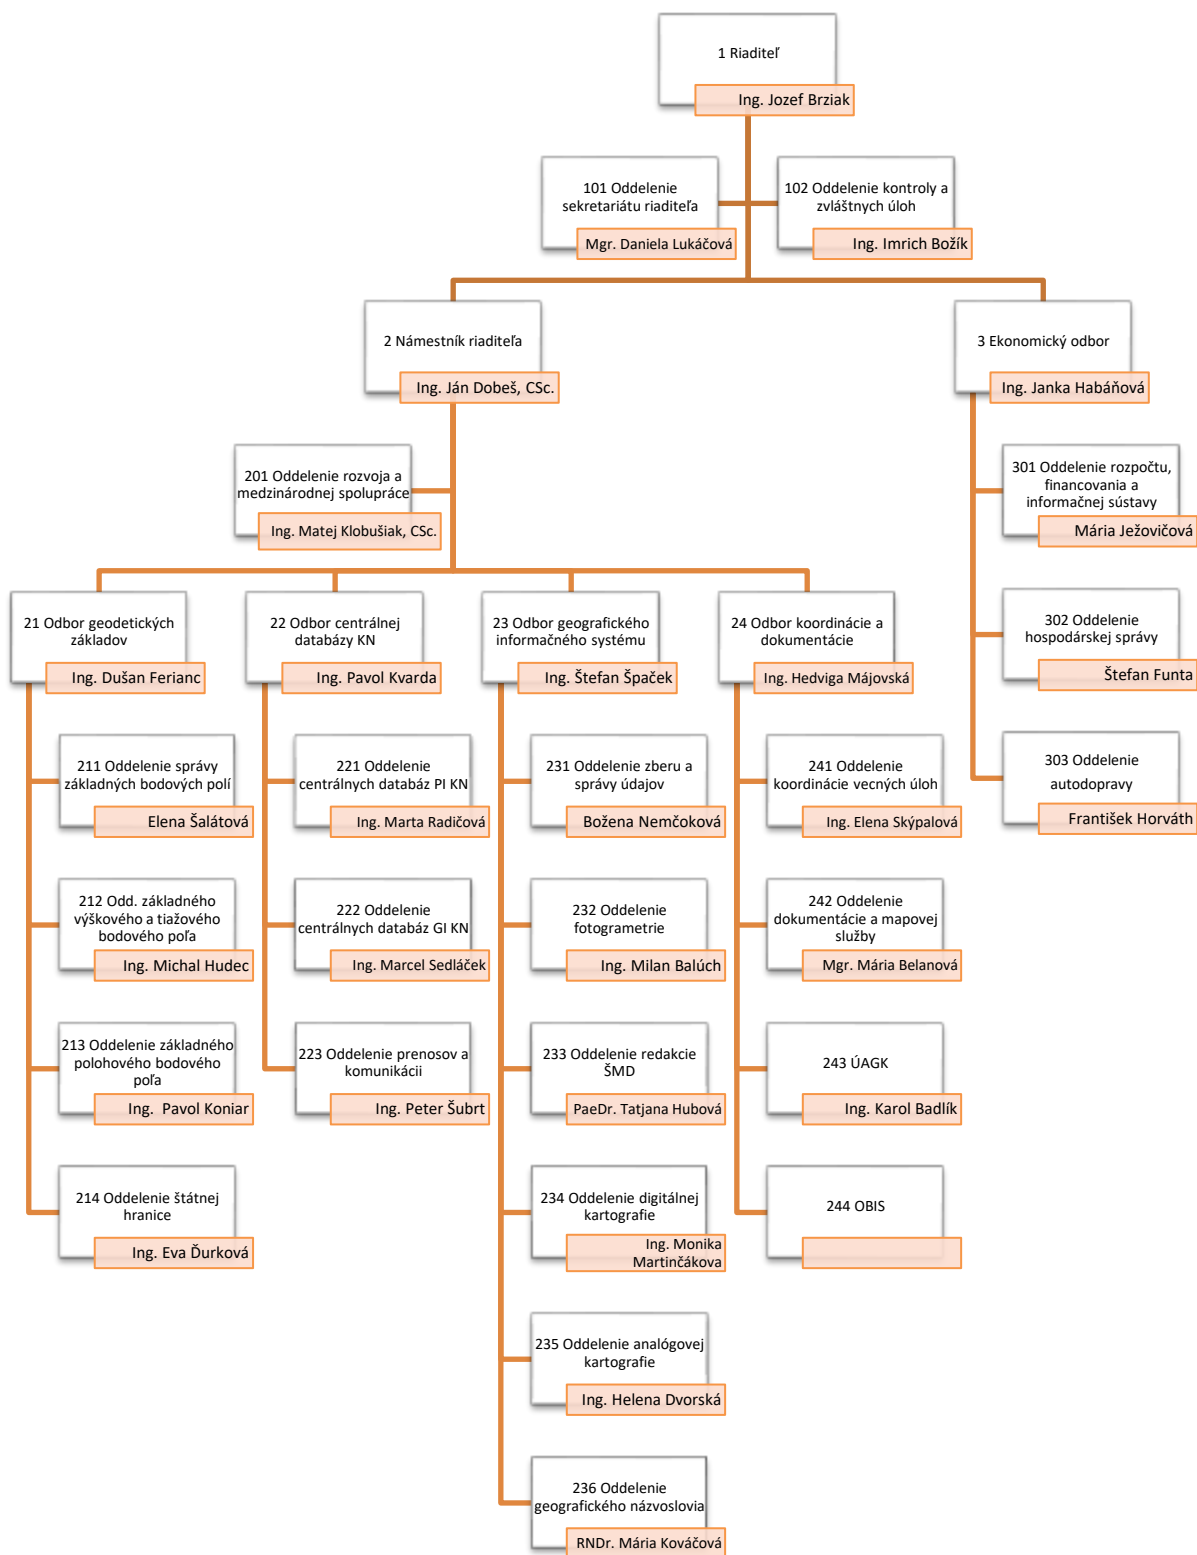 1 Riaditeľ
Ing. Jozef Brziak
101 Oddelenie
sekretariátu riaditeľa
Mgr. Daniela Lukáčová
102 Oddelenie kontroly a
zvláštnych úloh
Ing. Imrich Božík
2 Námestník riaditeľa
Ing. Ján Dobeš, CSc.
3 Ekonomický odbor
Ing. Janka Habáňová
201 Oddelenie rozvoja a
medzinárodnej spolupráce
Ing. Matej Klobušiak, CSc.
301 Oddelenie rozpočtu,
financovania a
informačnej sústavy
Mária Ježovičová
302 Oddelenie
hospodárskej správy
Štefan Funta
303 Oddelenie
autodopravy
František Horváth
21 Odbor geodetických
základov
Ing. Dušan Ferianc
211 Oddelenie správy
základných bodových polí
Elena Šalátová
212 Odd. základného
výškového a tiažového
bodového poľa
Ing. Michal Hudec
213 Oddelenie základného
polohového bodového
poľa
Ing.  Pavol Koniar
214 Oddelenie štátnej
hranice
Ing. Eva Ďurková
22 Odbor centrálnej
databázy KN
Ing. Pavol Kvarda
221 Oddelenie
centrálnych databáz PI KN
Ing. Marta Radičová
222 Oddelenie
centrálnych databáz GI KN
Ing. Marcel Sedláček
223 Oddelenie prenosov a
komunikácii
Ing. Peter Šubrt
23 Odbor geografického
informačného systému
Ing. Štefan Špaček
231 Oddelenie zberu a
správy údajov
Božena Nemčoková
232 Oddelenie
fotogrametrie
Ing. Milan Balúch
233 Oddelenie redakcie
ŠMD
PaeDr. Tatjana Hubová
234 Oddelenie digitálnej
kartografie
Ing. Monika
Martinčákova
235 Oddelenie analógovej
kartografie
Ing. Helena Dvorská
236 Oddelenie
geografického názvoslovia
RNDr. Mária Kováčová
24 Odbor koordinácie a
dokumentácie
Ing. Hedviga Májovská
241 Oddelenie
koordinácie vecných úloh
Ing. Elena Skýpalová
242 Oddelenie
dokumentácie a mapovej
služby
Mgr. Mária Belanová
243 ÚAGK
Ing. Karol Badlík
244 OBIS